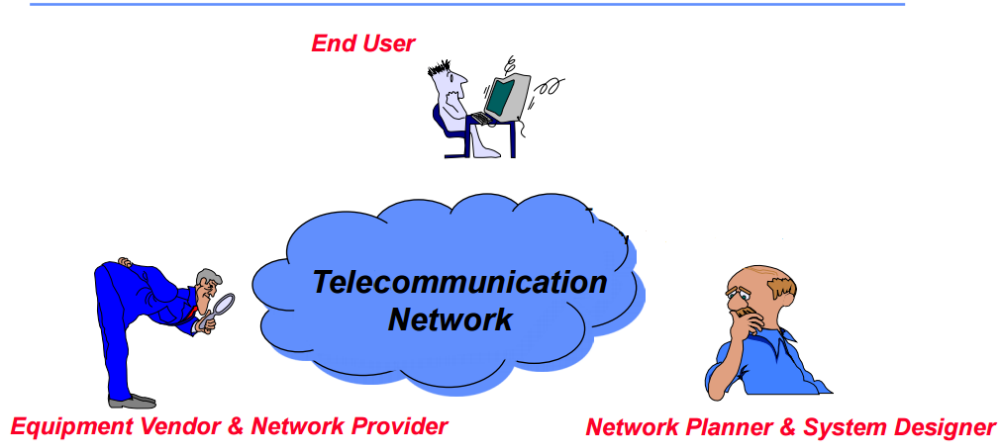 End User
Telecommunication
Network
Equipment Vendor & Network Provider
Network Planner & System Designer